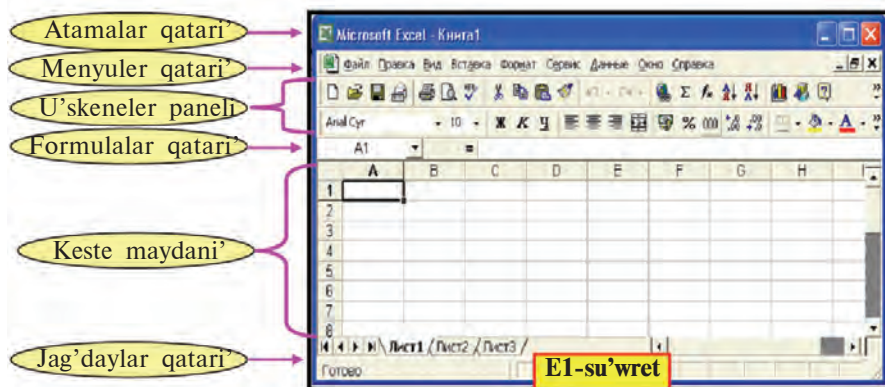 Atamalar qatari'
Menyuler qatari'
U'skeneler paneli
Formulalar qatari'
Keste maydani'
Jag'daylar qatari'
Microsoft Excel - Книга1
Файл Правка Вид Вставка Формат Сервис Данные Окно Справка
Arial Cyr 10 Ж К Ч % 000
A1 =
A B C D E F G H
1
2
3
4
5
6
7
8
Лист1 Лист2 Лист3
Готово
E1-su'wret